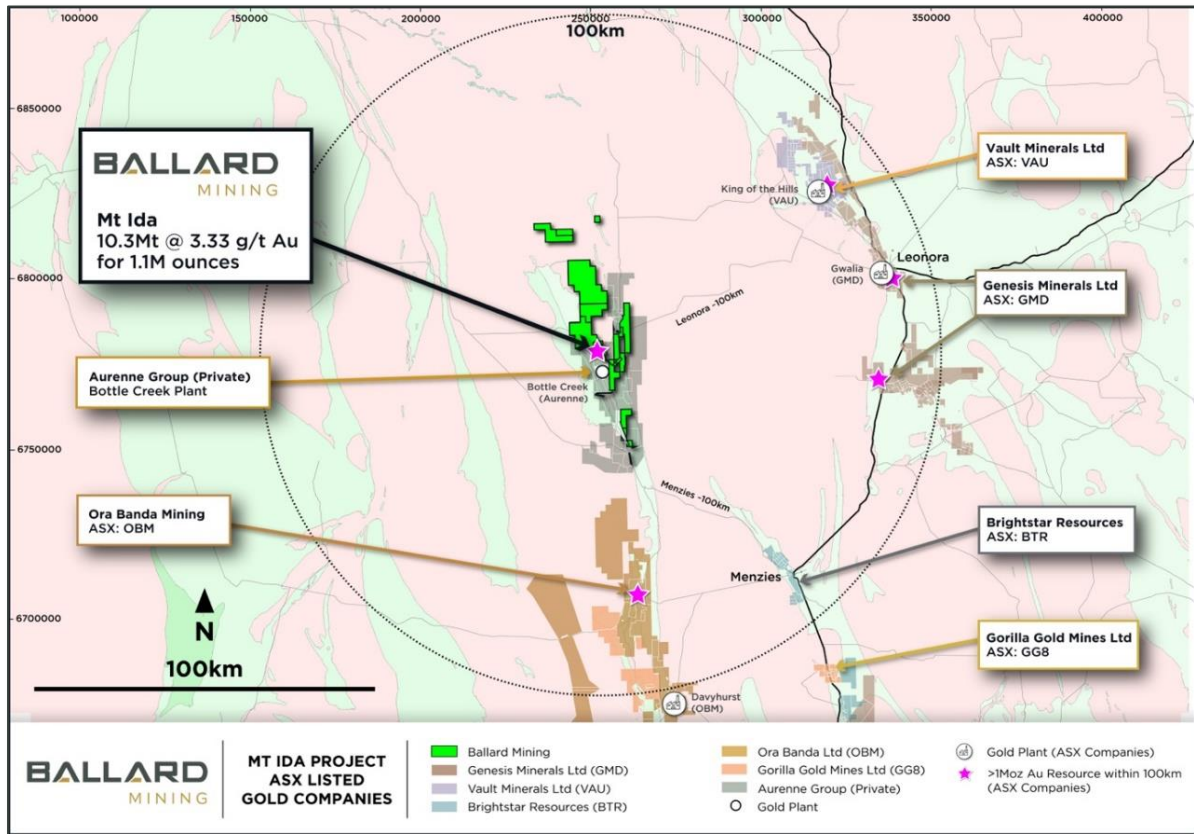 100000
150000
200000
250000
300000
350000
400000
100km
6850000
6800000
6750000
6700000
BALLARD
MINING
Mt Ida
10.3Mt @ 3.33 g/t Au
for 1.1M ounces
Vault Minerals Ltd
ASX: VAU
King of the Hills
(VAU)
Leonora
Gwalia
(GMD)
Genesis Minerals Ltd
ASX: GMD
Leonora ~100km
Aurenne Group (Private)
Bottle Creek Plant
Bottle Creek
(Aurenne)
Menzies ~100km
Ora Banda Mining
ASX: OBM
Brightstar Resources
ASX: BTR
Menzies
Gorilla Gold Mines Ltd
ASX: GG8
N
100km
Davyhurst
(OBM)
BALLARD
MINING
MT IDA PROJECT
ASX LISTED
GOLD COMPANIES
Ballard Mining
Genesis Minerals Ltd (GMD)
Vault Minerals Ltd (VAU)
Brightstar Resources (BTR)
Ora Banda Ltd (OBM)
Gorilla Gold Mines Ltd (GG8)
Aurenne Group (Private)
Gold Plant
Gold Plant (ASX Companies)
>1Moz Au Resource within 100km
(ASX Companies)